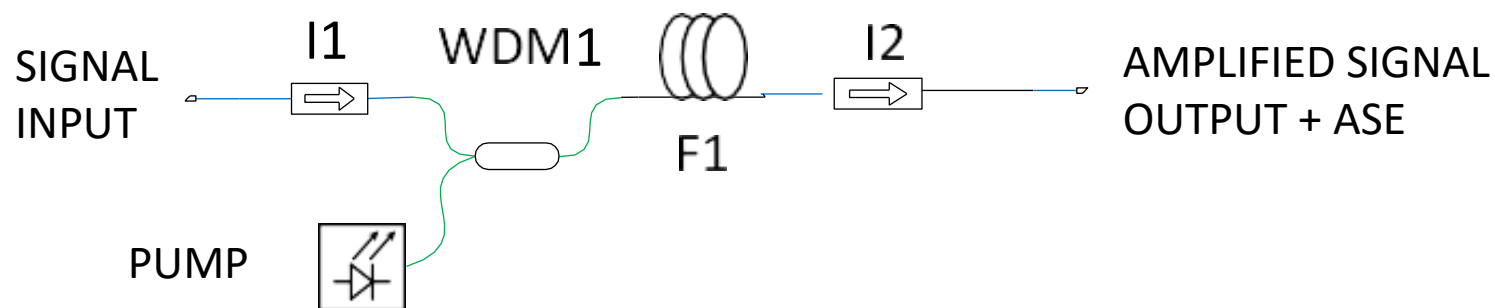 SIGNAL
INPUT
I1
WDM1
F1
I2
AMPLIFIED SIGNAL
OUTPUT + ASE
PUMP